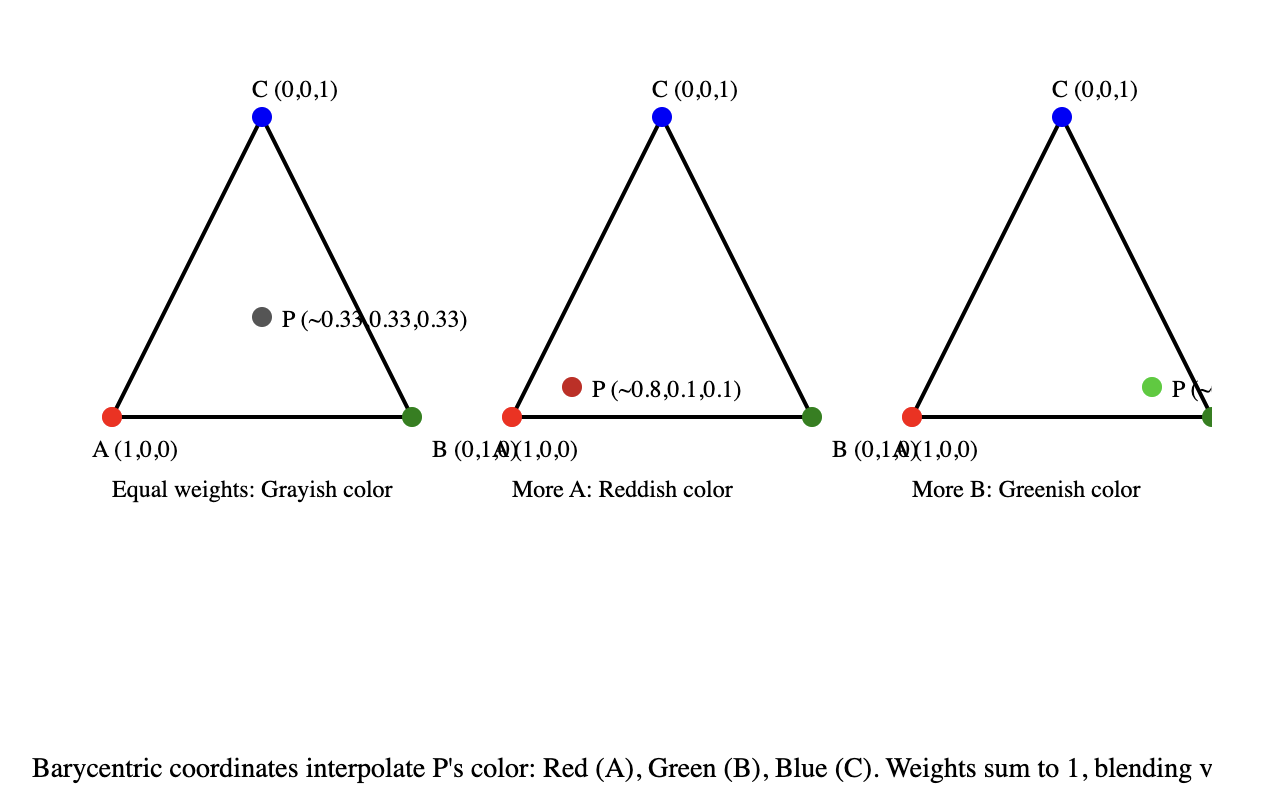 C (0,0,1)
C (0,0,1)
C (0,0,1)
P (~0.33,0.33,0.33)
P (~0.8,0.1,0.1)
P (~
A (1,0,0)
B (0,1,0)
A (1,0,0)
B (0,1,0)
A (1,0,0)
Equal weights: Grayish color
More A: Reddish color
More B: Greenish color
Barycentric coordinates interpolate P's color: Red (A), Green (B), Blue (C). Weights sum to 1, blending v